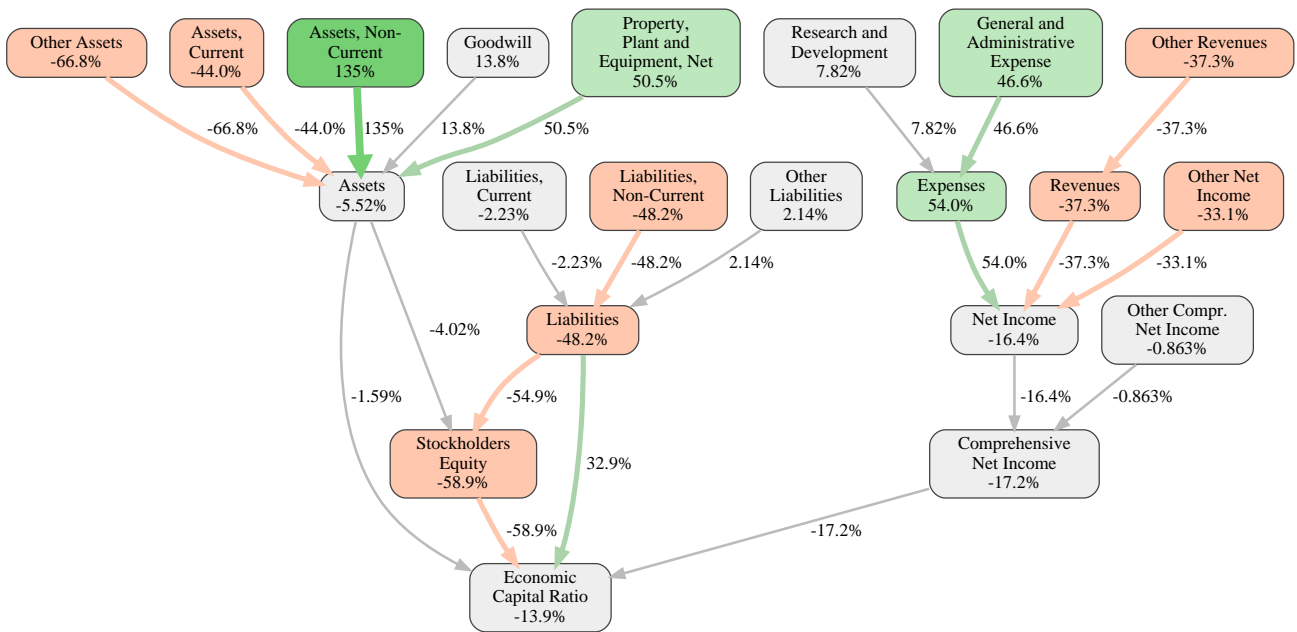 Other Assets
-66.8%
Assets,
Current
-44.0%
Assets, Non-
Current
135%
Goodwill
13.8%
Property,
Plant and
Equipment, Net
50.5%
Research and
Development
7.82%
General and
Administrative
Expense
46.6%
Other Revenues
-37.3%
-66.8%
-44.0%
135%
13.8%
50.5%
7.82%
46.6%
-37.3%
Assets
-5.52%
Liabilities,
Current
-2.23%
Liabilities,
Non-Current
-48.2%
Other
Liabilities
2.14%
Expenses
54.0%
Revenues
-37.3%
Other Net
Income
-33.1%
-2.23%
-48.2%
2.14%
54.0%
-37.3%
-33.1%
-4.02%
Liabilities
-48.2%
Net Income
-16.4%
Other Compr.
Net Income
-0.863%
-1.59%
-54.9%
-16.4%
-0.863%
Stockholders
Equity
-58.9%
32.9%
Comprehensive
Net Income
-17.2%
-58.9%
-17.2%
Economic
Capital Ratio
-13.9%